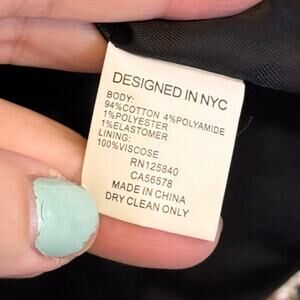 DESIGNED IN NYC
BODY:
94%COTTON 4%POLYAMIDE
1%POLYESTER
1%ELASTOMER
LINING:
100%VISCOSE
RN125840
CA56578
MADE IN CHINA
DRY CLEAN ONLY